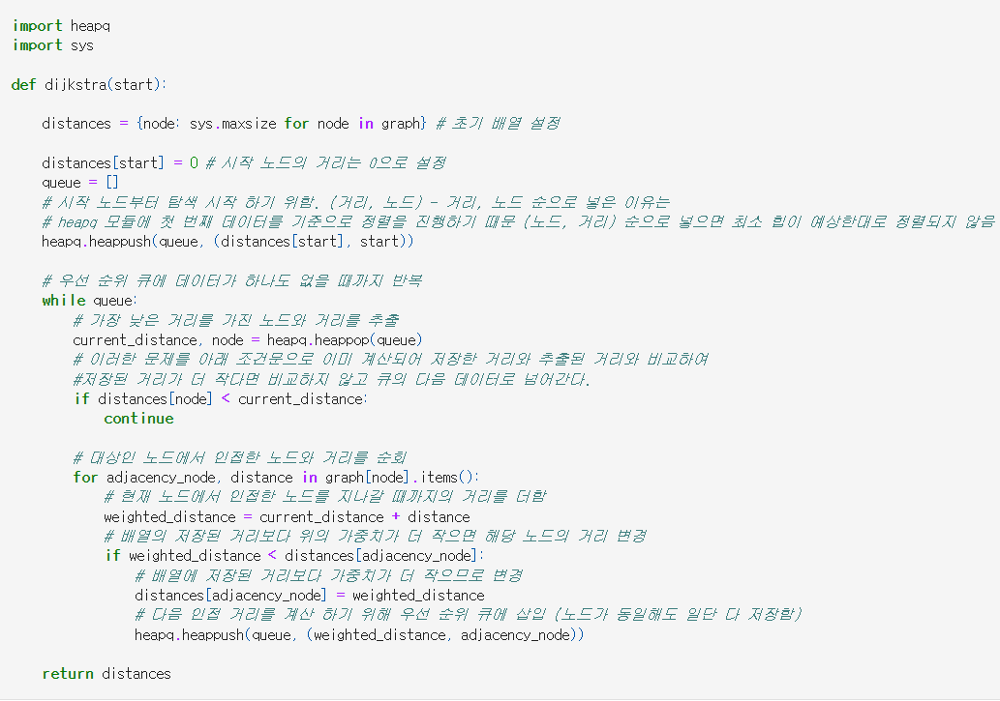 import heapq
import sys
def dijkstra(start):
distances = {node: sys.maxsize for node in graph} # 초기 배열 설정
distances[start] = 0 # 시작 노드의 거리는 0으로 설정
queue = []
# 시작 노드부터 탐색 시작 하기 위함. (거리, 노드) - 거리, 노드 순으로 넣은 이유는
# heapq 모듈에 첫 번째 데이터를 기준으로 정렬을 진행하기 때문 (노드, 거리) 순으로 넣으면 최소 힙이 예상한대로 정렬되지 않음
heapq.heappush(queue, (distances[start], start))
# 우선 순위 큐에 데이터가 하나도 없을 때까지 반복
while queue:
# 가장 낮은 거리를 가진 노드와 거리를 추출
current_distance, node = heapq.heappop(queue)
# 이러한 문제를 아래 조건문으로 이미 계산되어 저장한 거리와 추출된 거리와 비교하여
#저장된 거리가 더 작다면 비교하지 않고 큐의 다음 데이터로 넘어간다.
if distances[node] < current_distance:
continue
# 대상인 노드에서 인접한 노드와 거리를 순회
for adjacency_node, distance in graph[node].items():
# 현재 노드에서 인접한 노드를 지나갈 때까지의 거리를 더함
weighted_distance = current_distance + distance
# 배열의 저장된 거리보다 위의 가중치가 더 작으면 해당 노드의 거리 변경
if weighted_distance < distances[adjacency_node]:
# 배열에 저장된 거리보다 가중치가 더 작으므로 변경
distances[adjacency_node] = weighted_distance
# 다음 인접 거리를 계산 하기 위해 우선 순위 큐에 삽입 (노드가 동일해도 일단 다 저장함)
heapq.heappush(queue, (weighted_distance, adjacency_node))
return distances